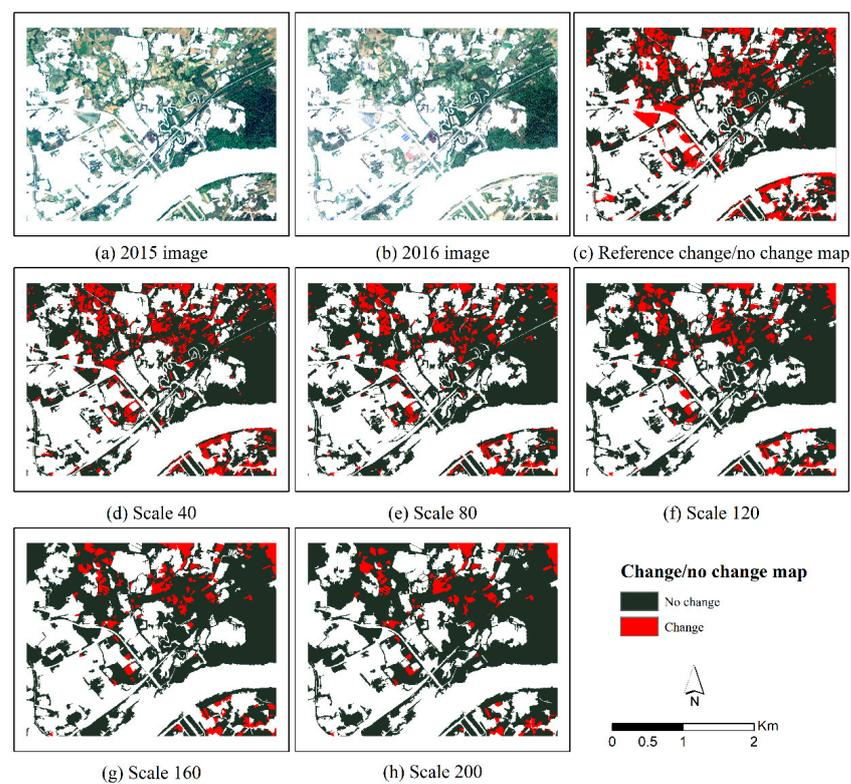 (a) 2015 image
(b) 2016 image
(c) Reference change/no change map
(d) Scale 40
(e) Scale 80
(f) Scale 120
Change/no change map
No change
Change
N
Km
0 0.5 1 2
(g) Scale 160
(h) Scale 200